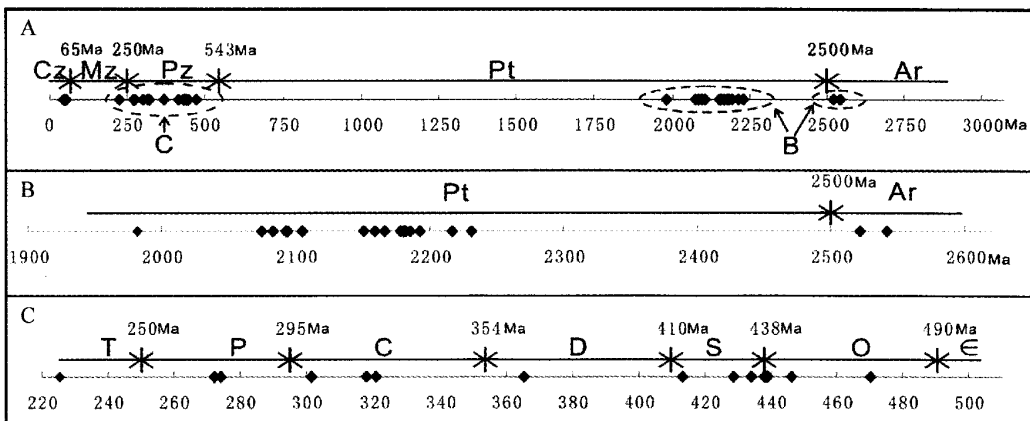 A
65Ma 250Ma 543Ma 2500Ma
Cz Mz Pz Pt Ar
0 250 500 750 1000 1250 1500 1750 2000 2250 2500 2750 3000Ma
C B
B
2500Ma
Pt Ar
1900 2000 2100 2200 2300 2400 2500 2600Ma
C
250Ma 295Ma 354Ma 410Ma 438Ma 490Ma
T P C D S O ∈
220 240 260 280 300 320 340 360 380 400 420 440 460 480 500